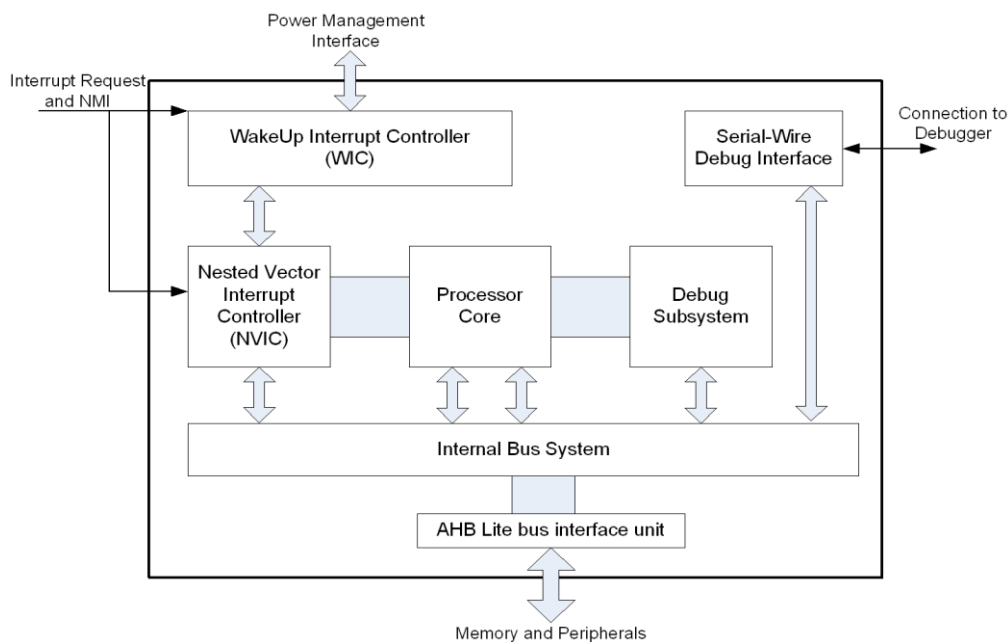 Power Management
Interface
Interrupt Request
and NMI
WakeUp Interrupt Controller
(WIC)
Serial-Wire
Debug Interface
Connection to
Debugger
Nested Vector
Interrupt
Controller
(NVIC)
Processor
Core
Debug
Subsystem
Internal Bus System
AHB Lite bus interface unit
Memory and Peripherals